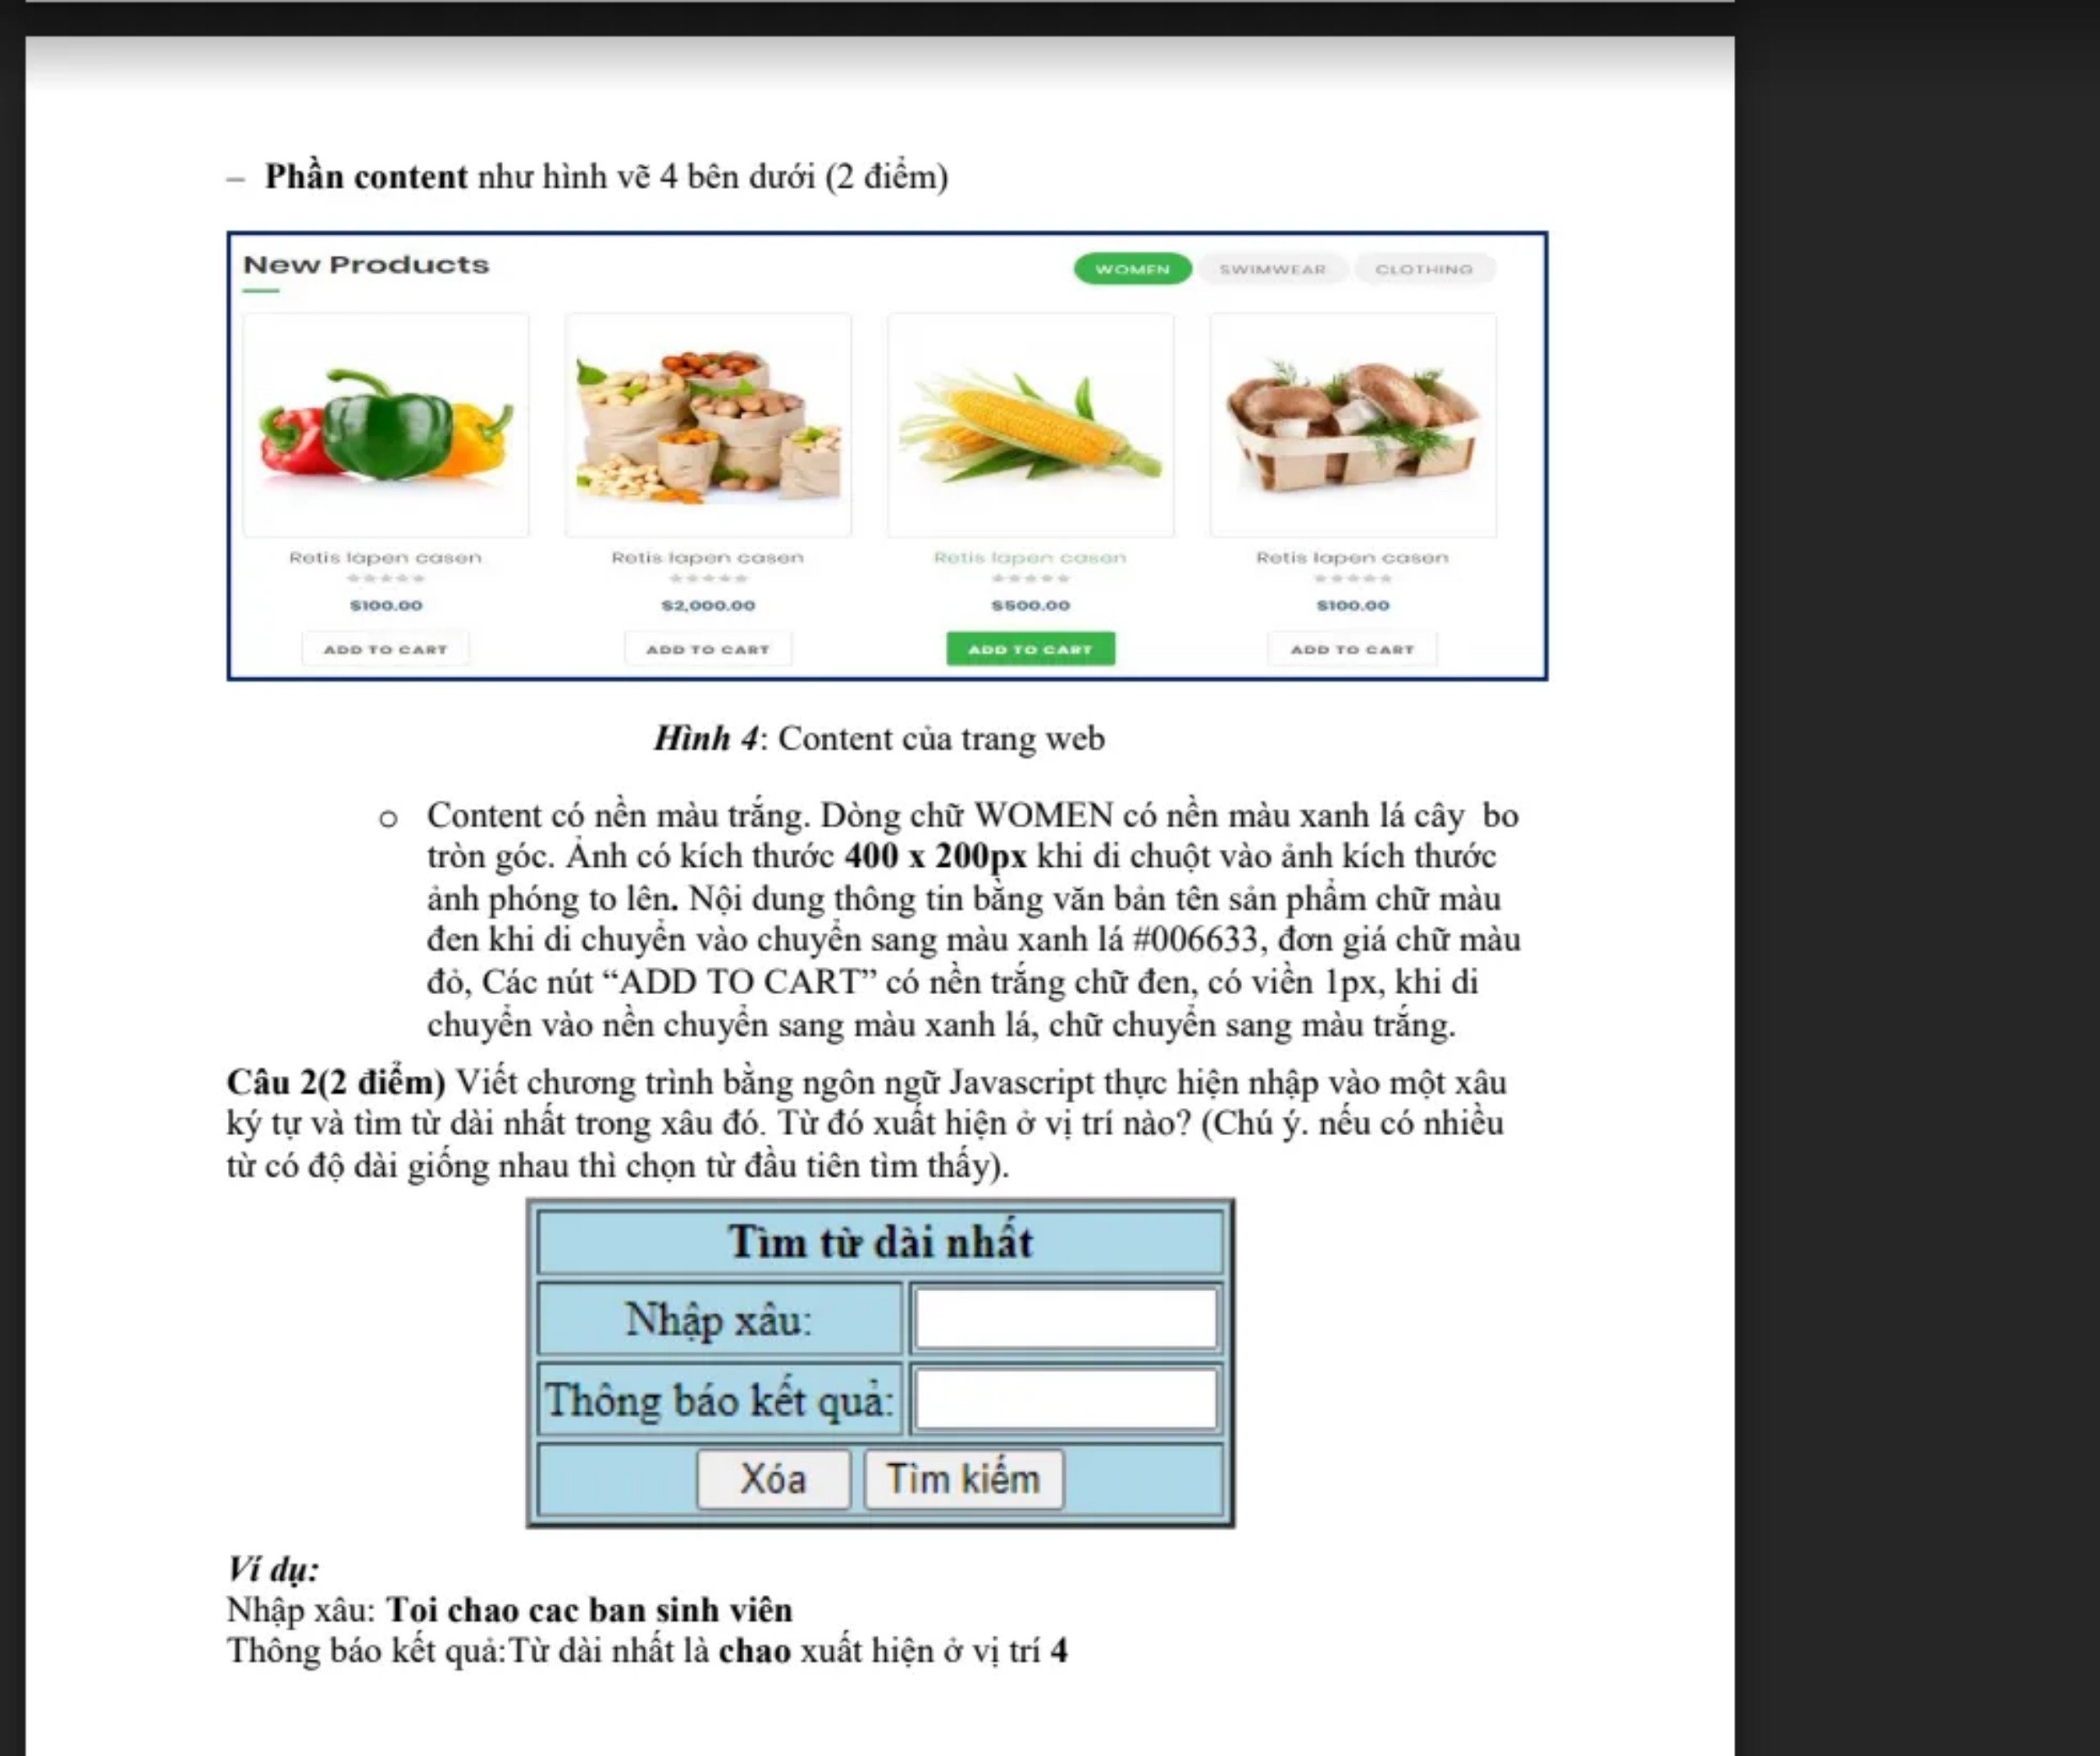 – Phần content như hình vẽ 4 bên dưới (2 điểm)
New Products
WOMEN SWIMWEAR CLOTHING
Retis lapen casen Retis lapen casen Retis lapen casen Retis lapen casen
$100.00 $2,000.00 $500.00 $100.00
ADD TO CART ADD TO CART ADD TO CART ADD TO CART
Hình 4: Content của trang web
o Content có nền màu trắng. Dòng chữ WOMEN có nền màu xanh lá cây bo
tròn góc. Ảnh có kích thước 400 x 200px khi di chuột vào ảnh kích thước
ảnh phóng to lên. Nội dung thông tin bằng văn bản tên sản phẩm chữ màu
đen khi di chuyển vào chuyển sang màu xanh lá #006633, đơn giá chữ màu
đỏ, Các nút “ADD TO CART” có nền trắng chữ đen, có viền 1px, khi di
chuyển vào nền chuyển sang màu xanh lá, chữ chuyển sang màu trắng.
Câu 2(2 điểm) Viết chương trình bằng ngôn ngữ Javascript thực hiện nhập vào một xâu
ký tự và tìm từ dài nhất trong xâu đó. Từ đó xuất hiện ở vị trí nào? (Chú ý. nếu có nhiều
từ có độ dài giống nhau thì chọn từ đầu tiên tìm thấy).
Tìm từ dài nhất
Nhập xâu:
Thông báo kết quả:
Xóa Tìm kiếm
Ví dụ:
Nhập xâu: Toi chao cac ban sinh viên
Thông báo kết quả:Từ dài nhất là chao xuất hiện ở vị trí 4